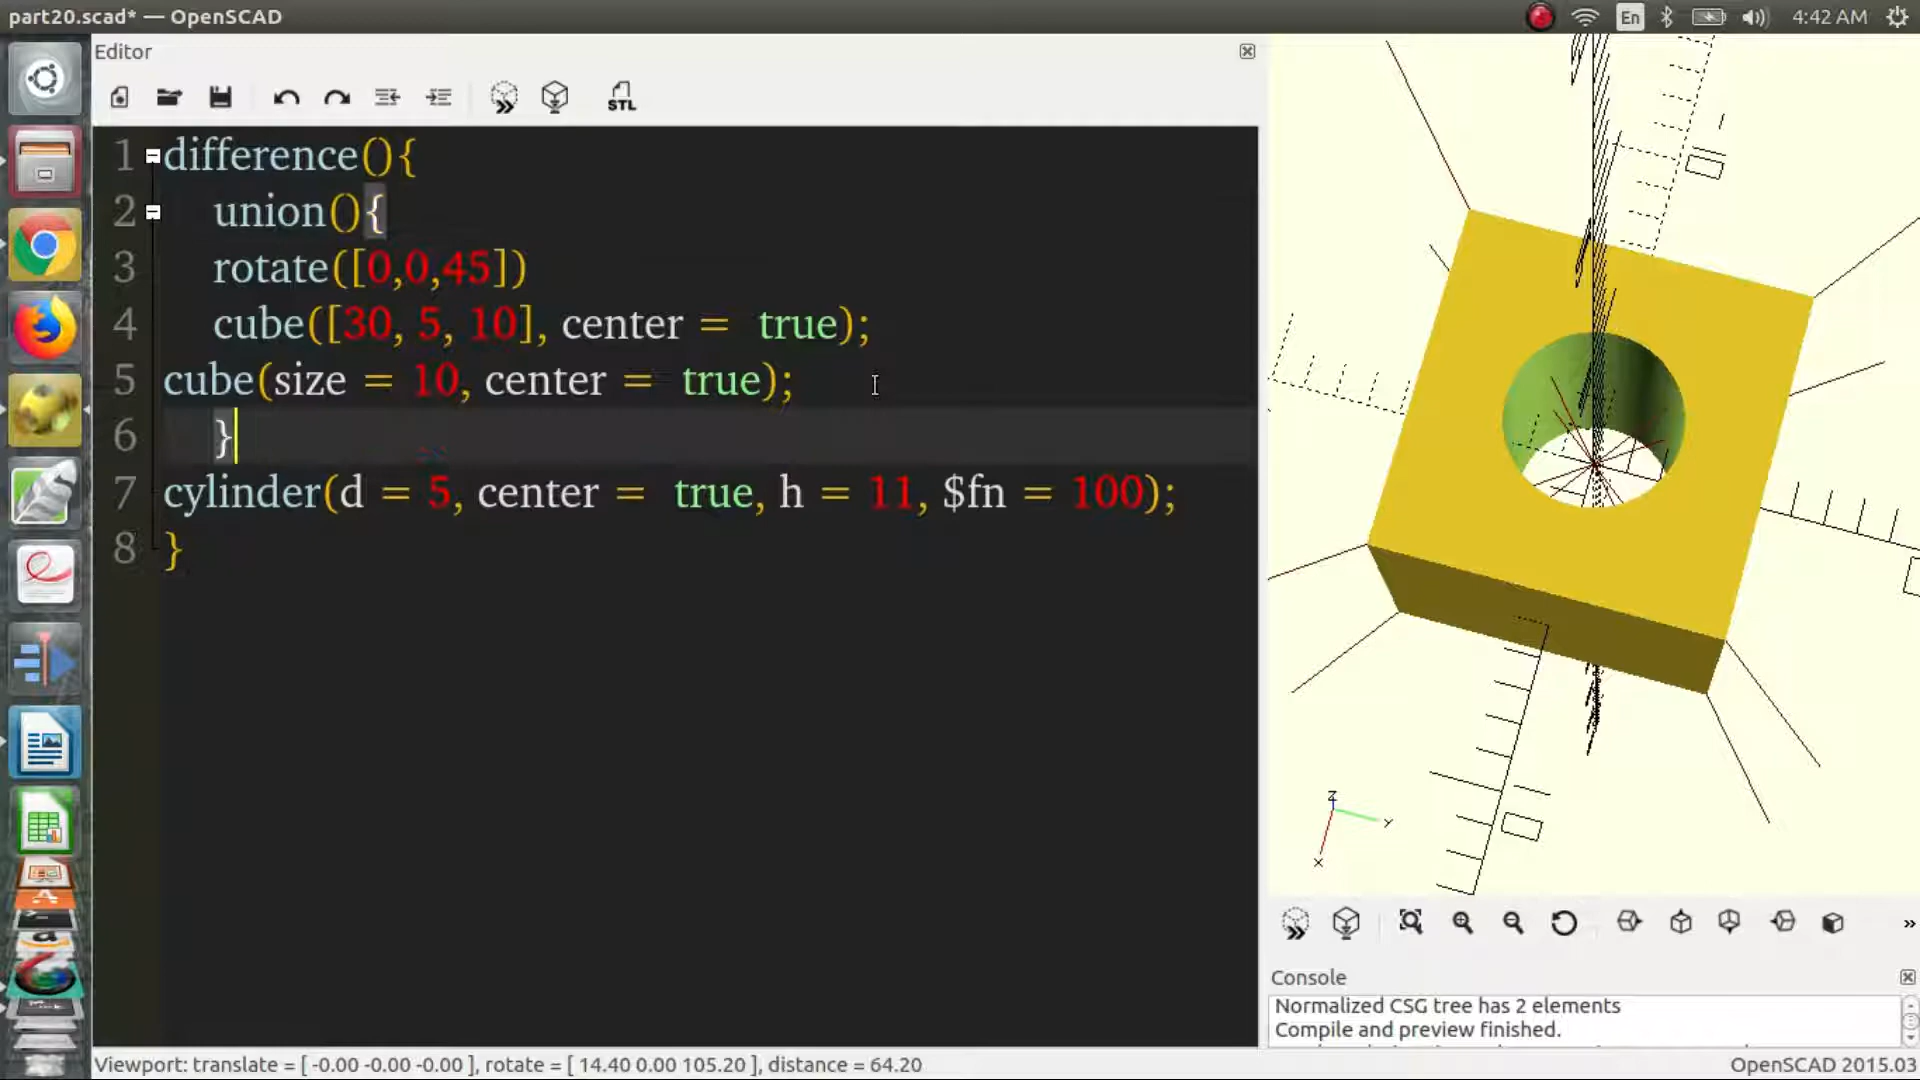 part20.scad* — OpenSCAD
En
4:42 AM
Editor
STL
1 difference(){
2 union(){
3 rotate([0,0,45])
4 cube([30, 5, 10], center = true);
5 cube(size = 10, center = true);
6 }
7 cylinder(d = 5, center = true, h = 11, $fn = 100);
8 }
Z
Y
X
Console
Normalized CSG tree has 2 elements
Compile and preview finished.
Viewport: translate = [ -0.00 -0.00 -0.00 ], rotate = [ 14.40 0.00 105.20 ], distance = 64.20
OpenSCAD 2015.03